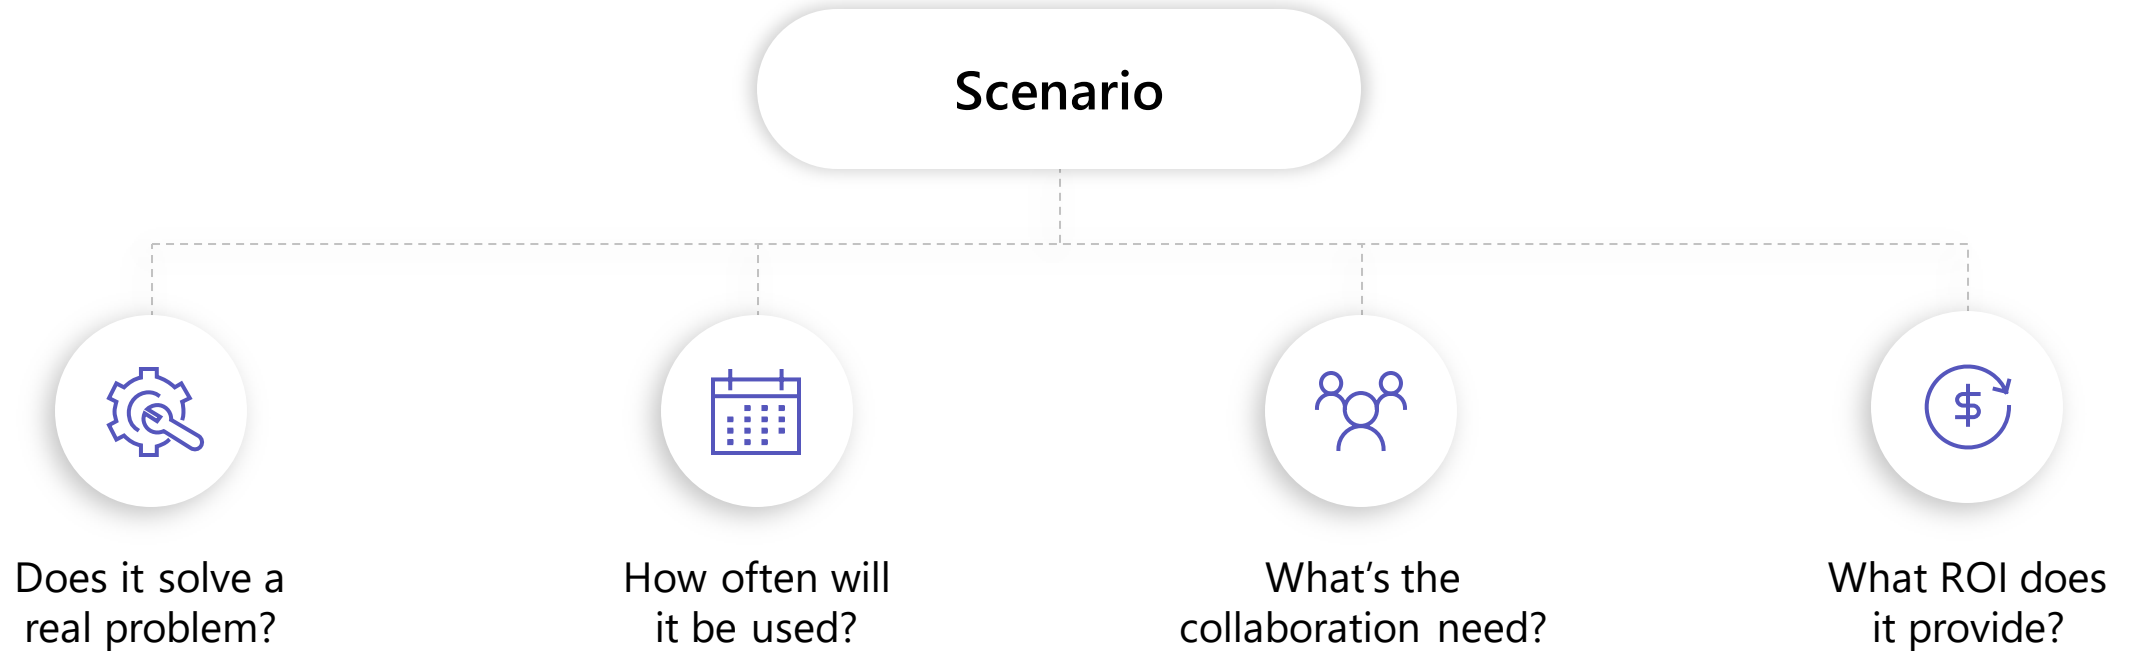 Scenario
Does it solve a
real problem?
How often will
it be used?
What’s the
collaboration need?
What ROI does
it provide?